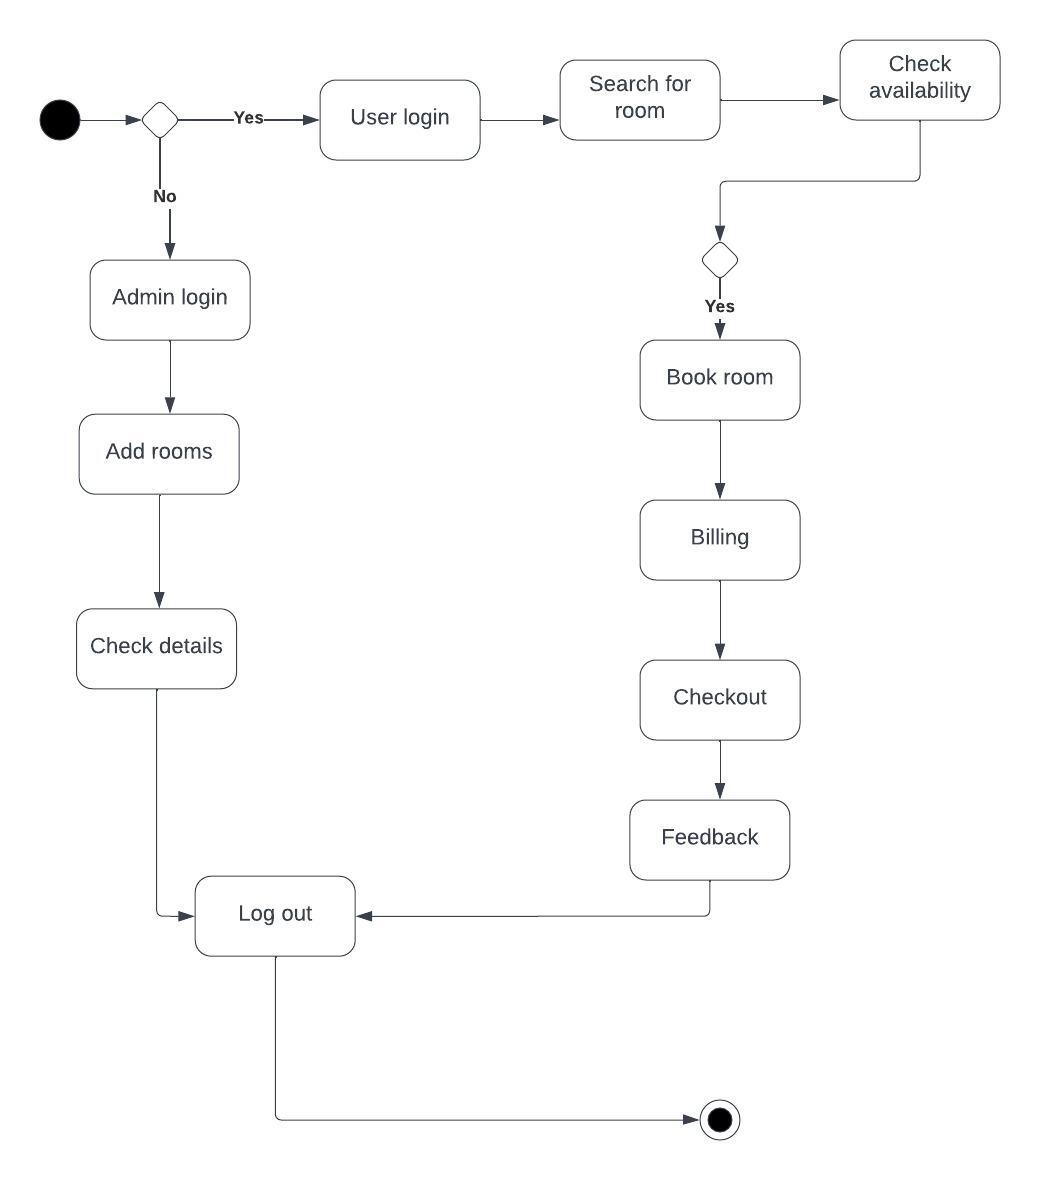 Yes
User login
Search for
room
Check
availability
No
Admin login
Yes
Book room
Add rooms
Billing
Check details
Checkout
Feedback
Log out